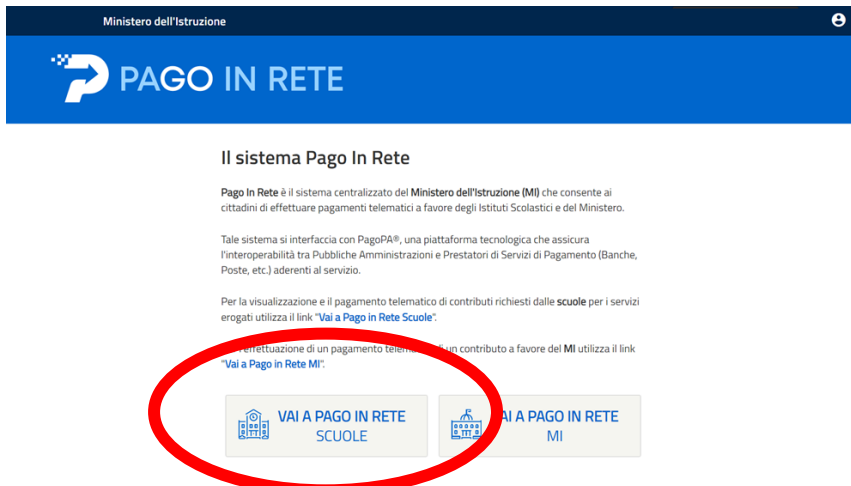 Ministero dell'Istruzione
PAGO IN RETE
Il sistema Pago In Rete
Pago In Rete è il sistema centralizzato del Ministero dell'Istruzione (MI) che consente ai
cittadini di effettuare pagamenti telematici a favore degli Istituti Scolastici e del Ministero.
Tale sistema si interfaccia con PagoPA®, una piattaforma tecnologica che assicura
l'interoperabilità tra Pubbliche Amministrazioni e Prestatori di Servizi di Pagamento (Banche,
Poste, etc.) aderenti al servizio.
Per la visualizzazione e il pagamento telematico di contributi richiesti dalle scuole per i servizi
erogati utilizza il link "Vai a Pago in Rete Scuole".
di un contributo a favore del MI utilizza il link
"Vai a Pago in Rete MI".
VAI A PAGO IN RETE
SCUOLE
AI A PAGO IN RETE
MI